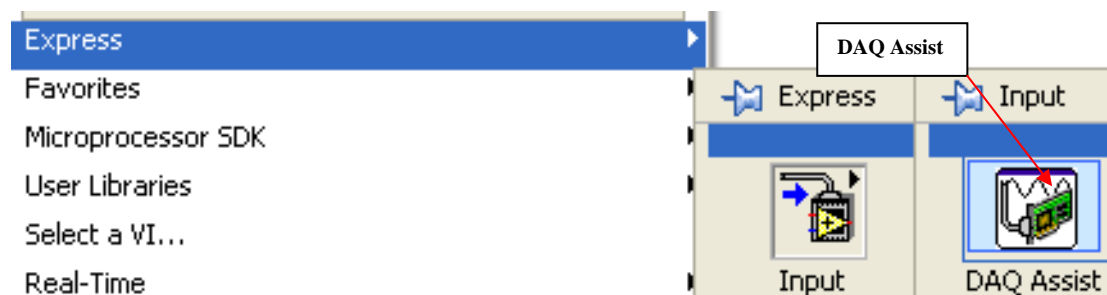 Express
Favorites
Microprocessor SDK
User Libraries
Select a VI...
Real-Time
DAQ Assist
Express
Input
Input
DAQ Assist